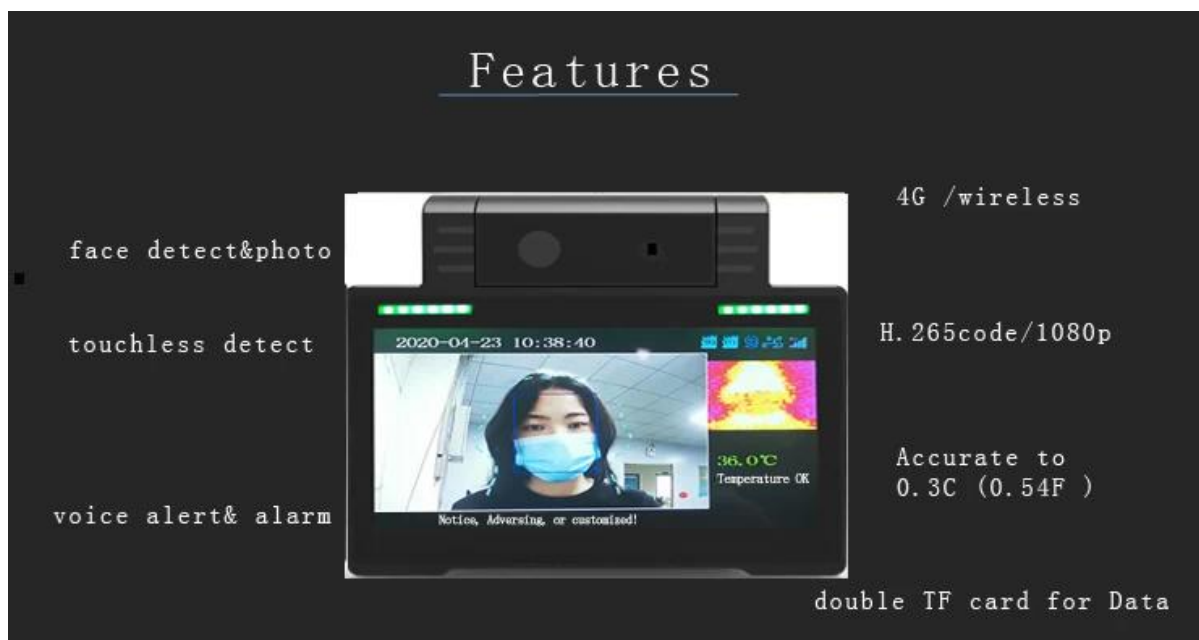 Features
4G /wireless
face detect&photo
touchless detect
H.265code/1080p
2020-04-23 10:38:40
36.0℃
Temperature OK
Notice, Adversing, or customized!
Accurate to
0.3C (0.54F )
voice alert& alarm
double TF card for Data